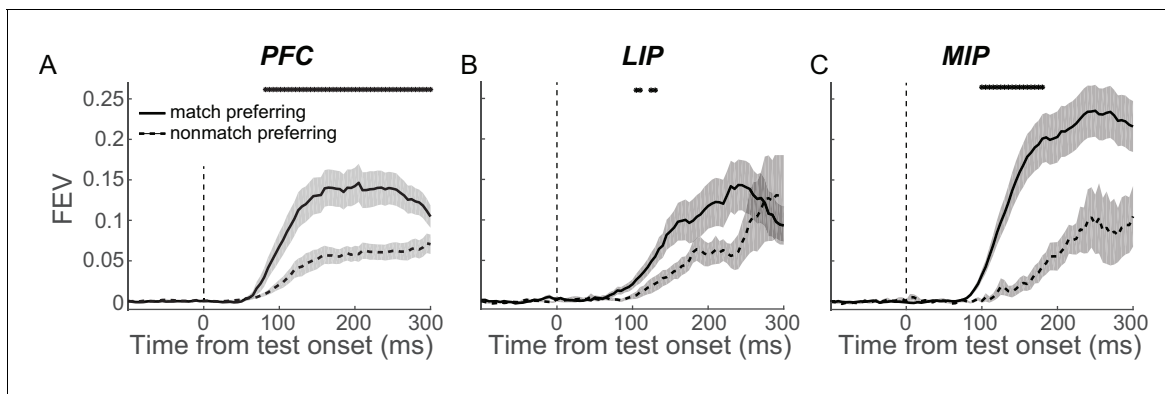 A
PFC
B
LIP
C
MIP
0.25
0.2
0.15
0.1
0.05
0
FEV
match preferring
nonmatch preferring
0 100 200 300
0 100 200 300
0 100 200 300
Time from test onset (ms)
Time from test onset (ms)
Time from test onset (ms)